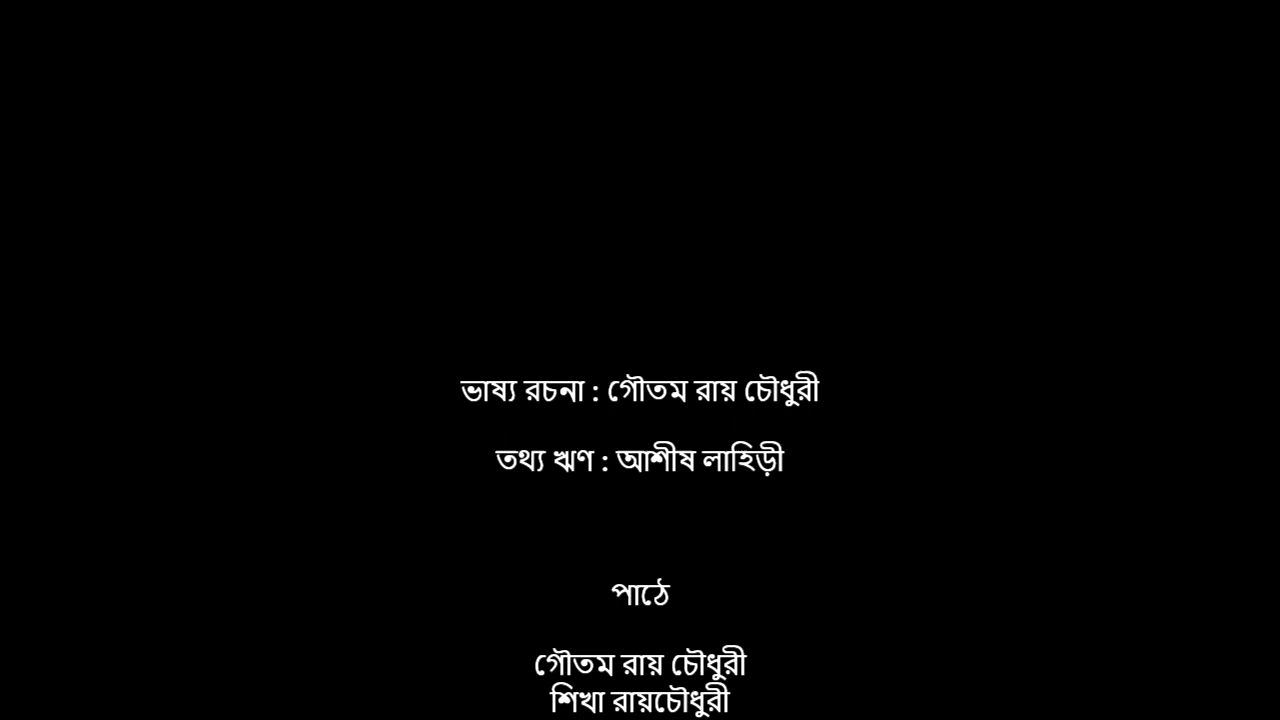 ভাষ্য রচনা : গৌতম রায় চৌধুরী
তথ্য ঋণ : আশীষ লাহিড়ী
পাঠে
গৌতম রায় চৌধুরী
শিখা রায়চৌধুরী